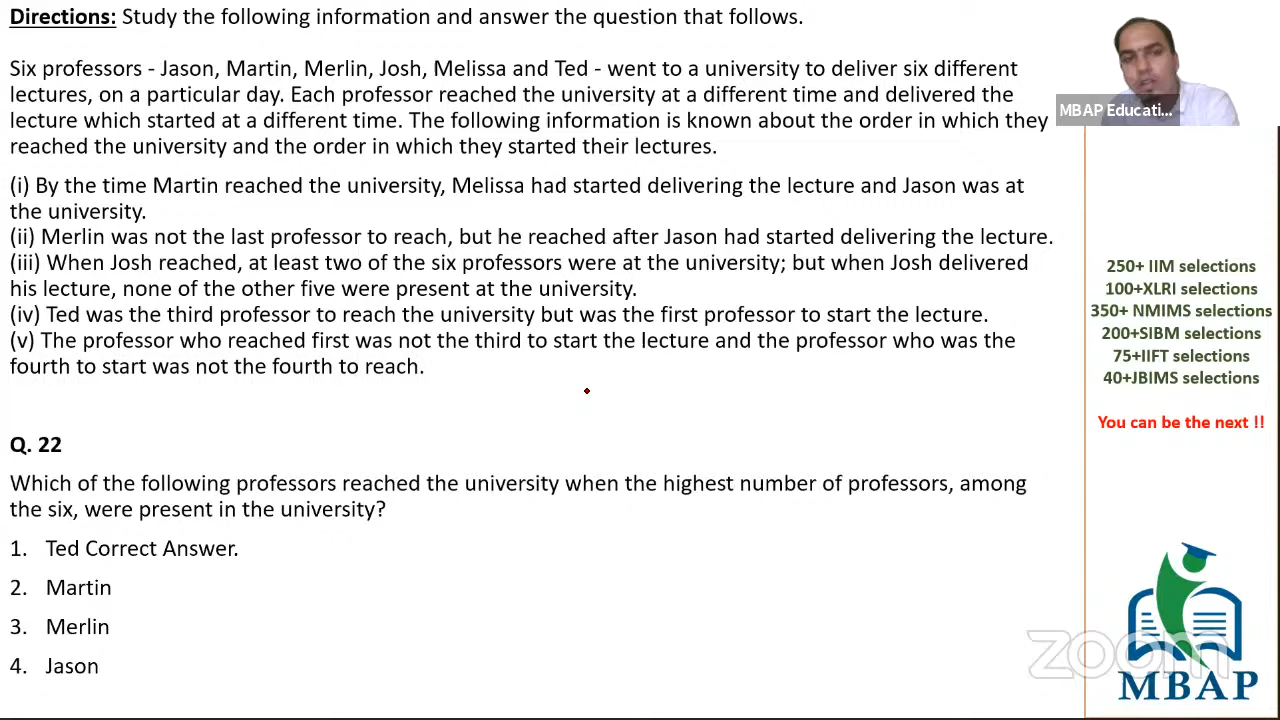 Directions: Study the following information and answer the question that follows.
Six professors - Jason, Martin, Merlin, Josh, Melissa and Ted - went to a university to deliver six different
lectures, on a particular day. Each professor reached the university at a different time and delivered the
lecture which started at a different time. The following information is known about the order in which they
reached the university and the order in which they started their lectures.
(i) By the time Martin reached the university, Melissa had started delivering the lecture and Jason was at
the university.
(ii) Merlin was not the last professor to reach, but he reached after Jason had started delivering the lecture.
(iii) When Josh reached, at least two of the six professors were at the university; but when Josh delivered
his lecture, none of the other five were present at the university.
(iv) Ted was the third professor to reach the university but was the first professor to start the lecture.
(v) The professor who reached first was not the third to start the lecture and the professor who was the
fourth to start was not the fourth to reach.
Q. 22
Which of the following professors reached the university when the highest number of professors, among
the six, were present in the university?
1. Ted Correct Answer.
2. Martin
3. Merlin
4. Jason
MBAP Educati...
250+ IIM selections
100+XLRI selections
350+ NMIMS selections
200+SIBM selections
75+IIFT selections
40+JBIMS selections
You can be the next !!
zoom
MBAP